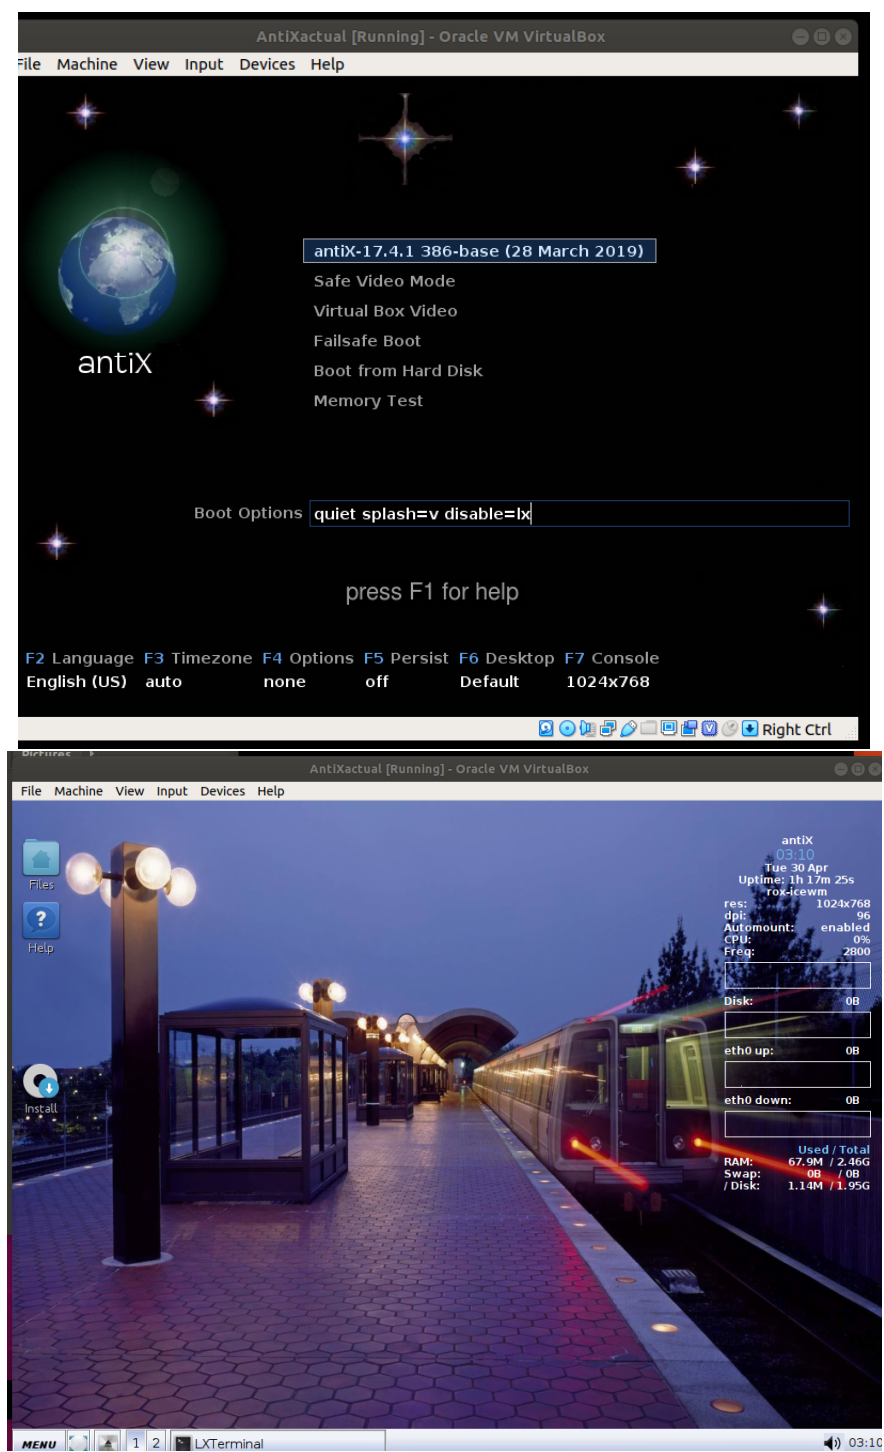 AntiXactual [Running] - Oracle VM VirtualBox
File Machine View Input Devices Help
antiX
antiX-17.4.1 386-base (28 March 2019)
Safe Video Mode
Virtual Box Video
Failsafe Boot
Boot from Hard Disk
Memory Test
Boot Options quiet splash=v disable=lx
press F1 for help
F2 Language F3 Timezone F4 Options F5 Persist F6 Desktop F7 Console
English (US) auto none off Default 1024x768
Right Ctrl
Pictures
AntiXactual [Running] - Oracle VM VirtualBox
File Machine View Input Devices Help
Files
Help
Install
antiX
03:10
Tue 30 Apr
Uptime: 1h 17m 25s
rox-icewm
res: 1024x768
dpi: 96
Automount: enabled
CPU: 0%
Freq: 2800
Disk: 0B
eth0 up: 0B
eth0 down: 0B
Used / Total
RAM: 67.9M / 2.46G
Swap: 0B / 0B
/ Disk: 1.14M / 1.95G
MENU 1 2 LXTerminal 03:10